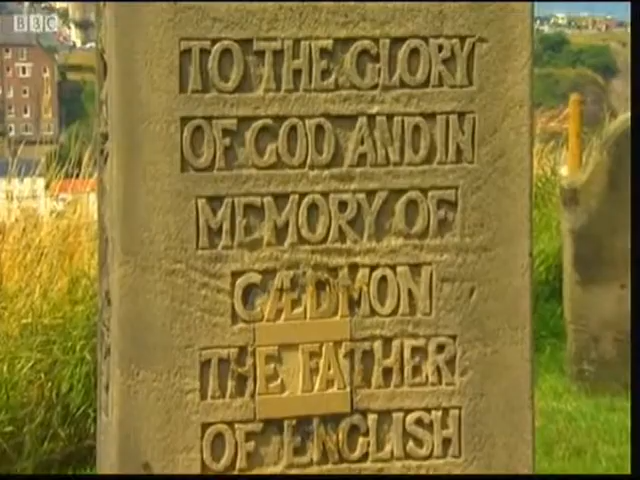 BBC
TO THE GLORY
OF GOD AND IN
MEMORY OF
CÆDMON
THE FATHER
OF ENGLISH